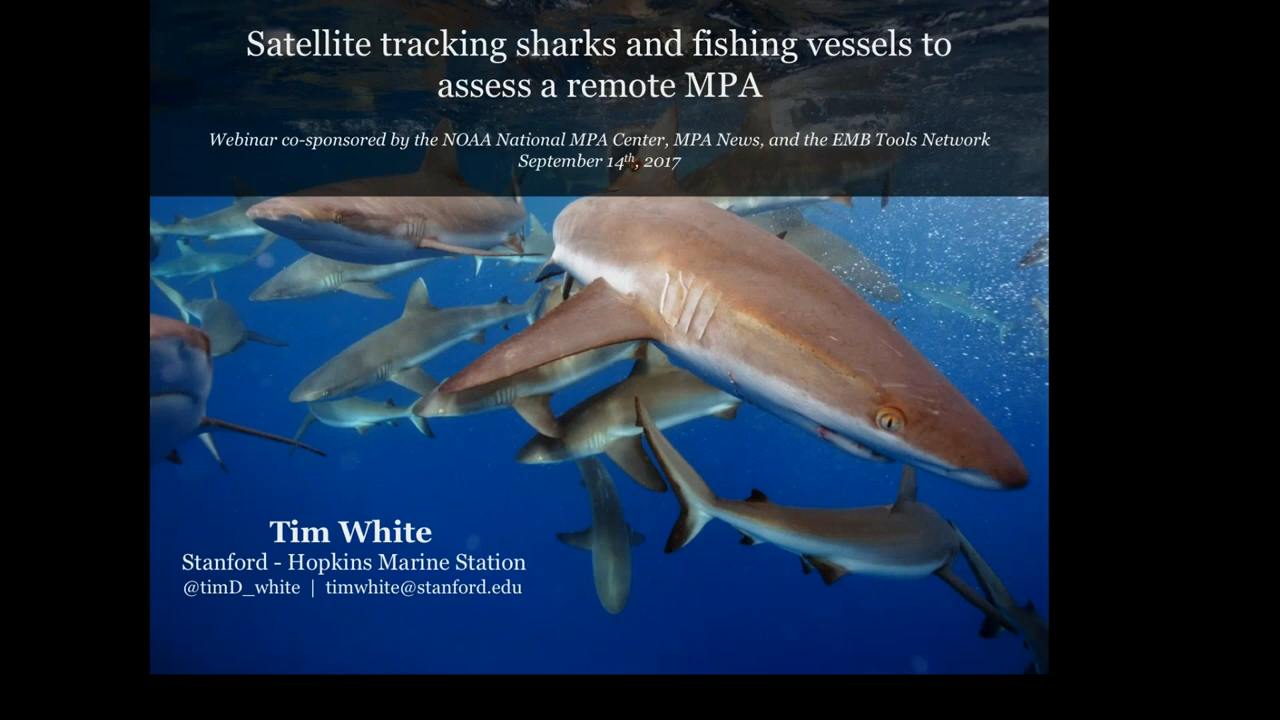 Satellite tracking sharks and fishing vessels to
assess a remote MPA
Webinar co-sponsored by the NOAA National MPA Center, MPA News, and the EMB Tools Network
September 14th, 2017
Tim White
Stanford - Hopkins Marine Station
@timD_white | timwhite@stanford.edu